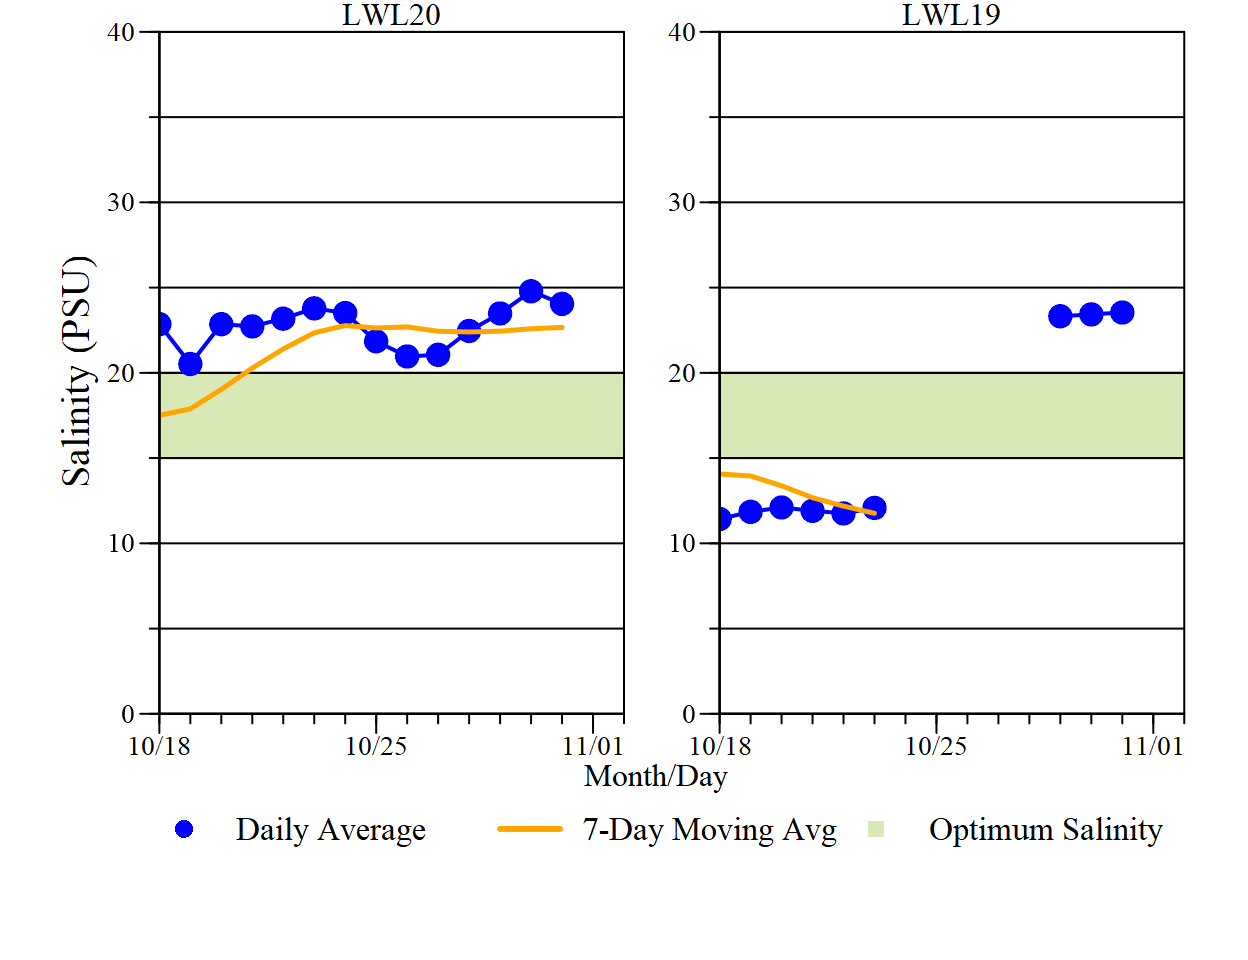 LWL20 LWL19
40 40
30 30
20 20
10 10
0 0
Salinity (PSU)
10/18 10/25 11/01 10/18 10/25 11/01
Month/Day
Daily Average 7-Day Moving Avg Optimum Salinity